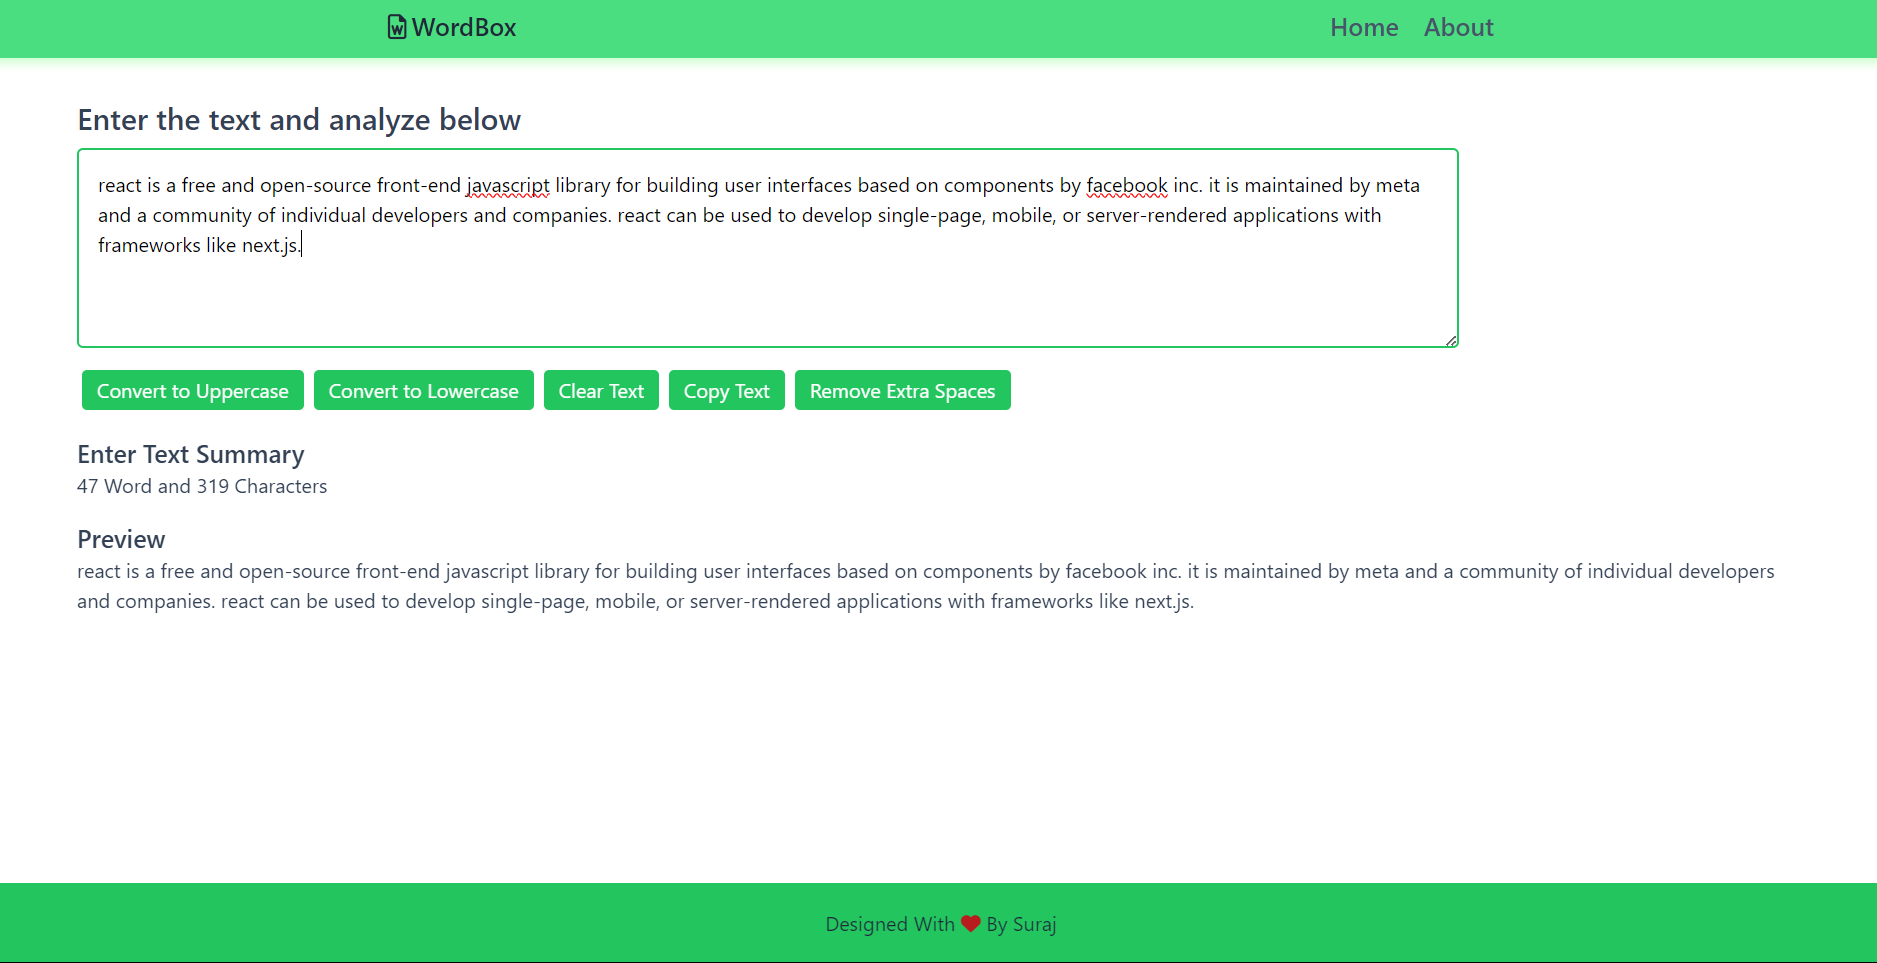 WordBox
Home About
Enter the text and analyze below
react is a free and open-source front-end javascript library for building user interfaces based on components by facebook inc. it is maintained by meta
and a community of individual developers and companies. react can be used to develop single-page, mobile, or server-rendered applications with
frameworks like next.js.
Convert to Uppercase Convert to Lowercase Clear Text Copy Text Remove Extra Spaces
Enter Text Summary
47 Word and 319 Characters
Preview
react is a free and open-source front-end javascript library for building user interfaces based on components by facebook inc. it is maintained by meta and a community of individual developers
and companies. react can be used to develop single-page, mobile, or server-rendered applications with frameworks like next.js.
Designed With ❤ By Suraj